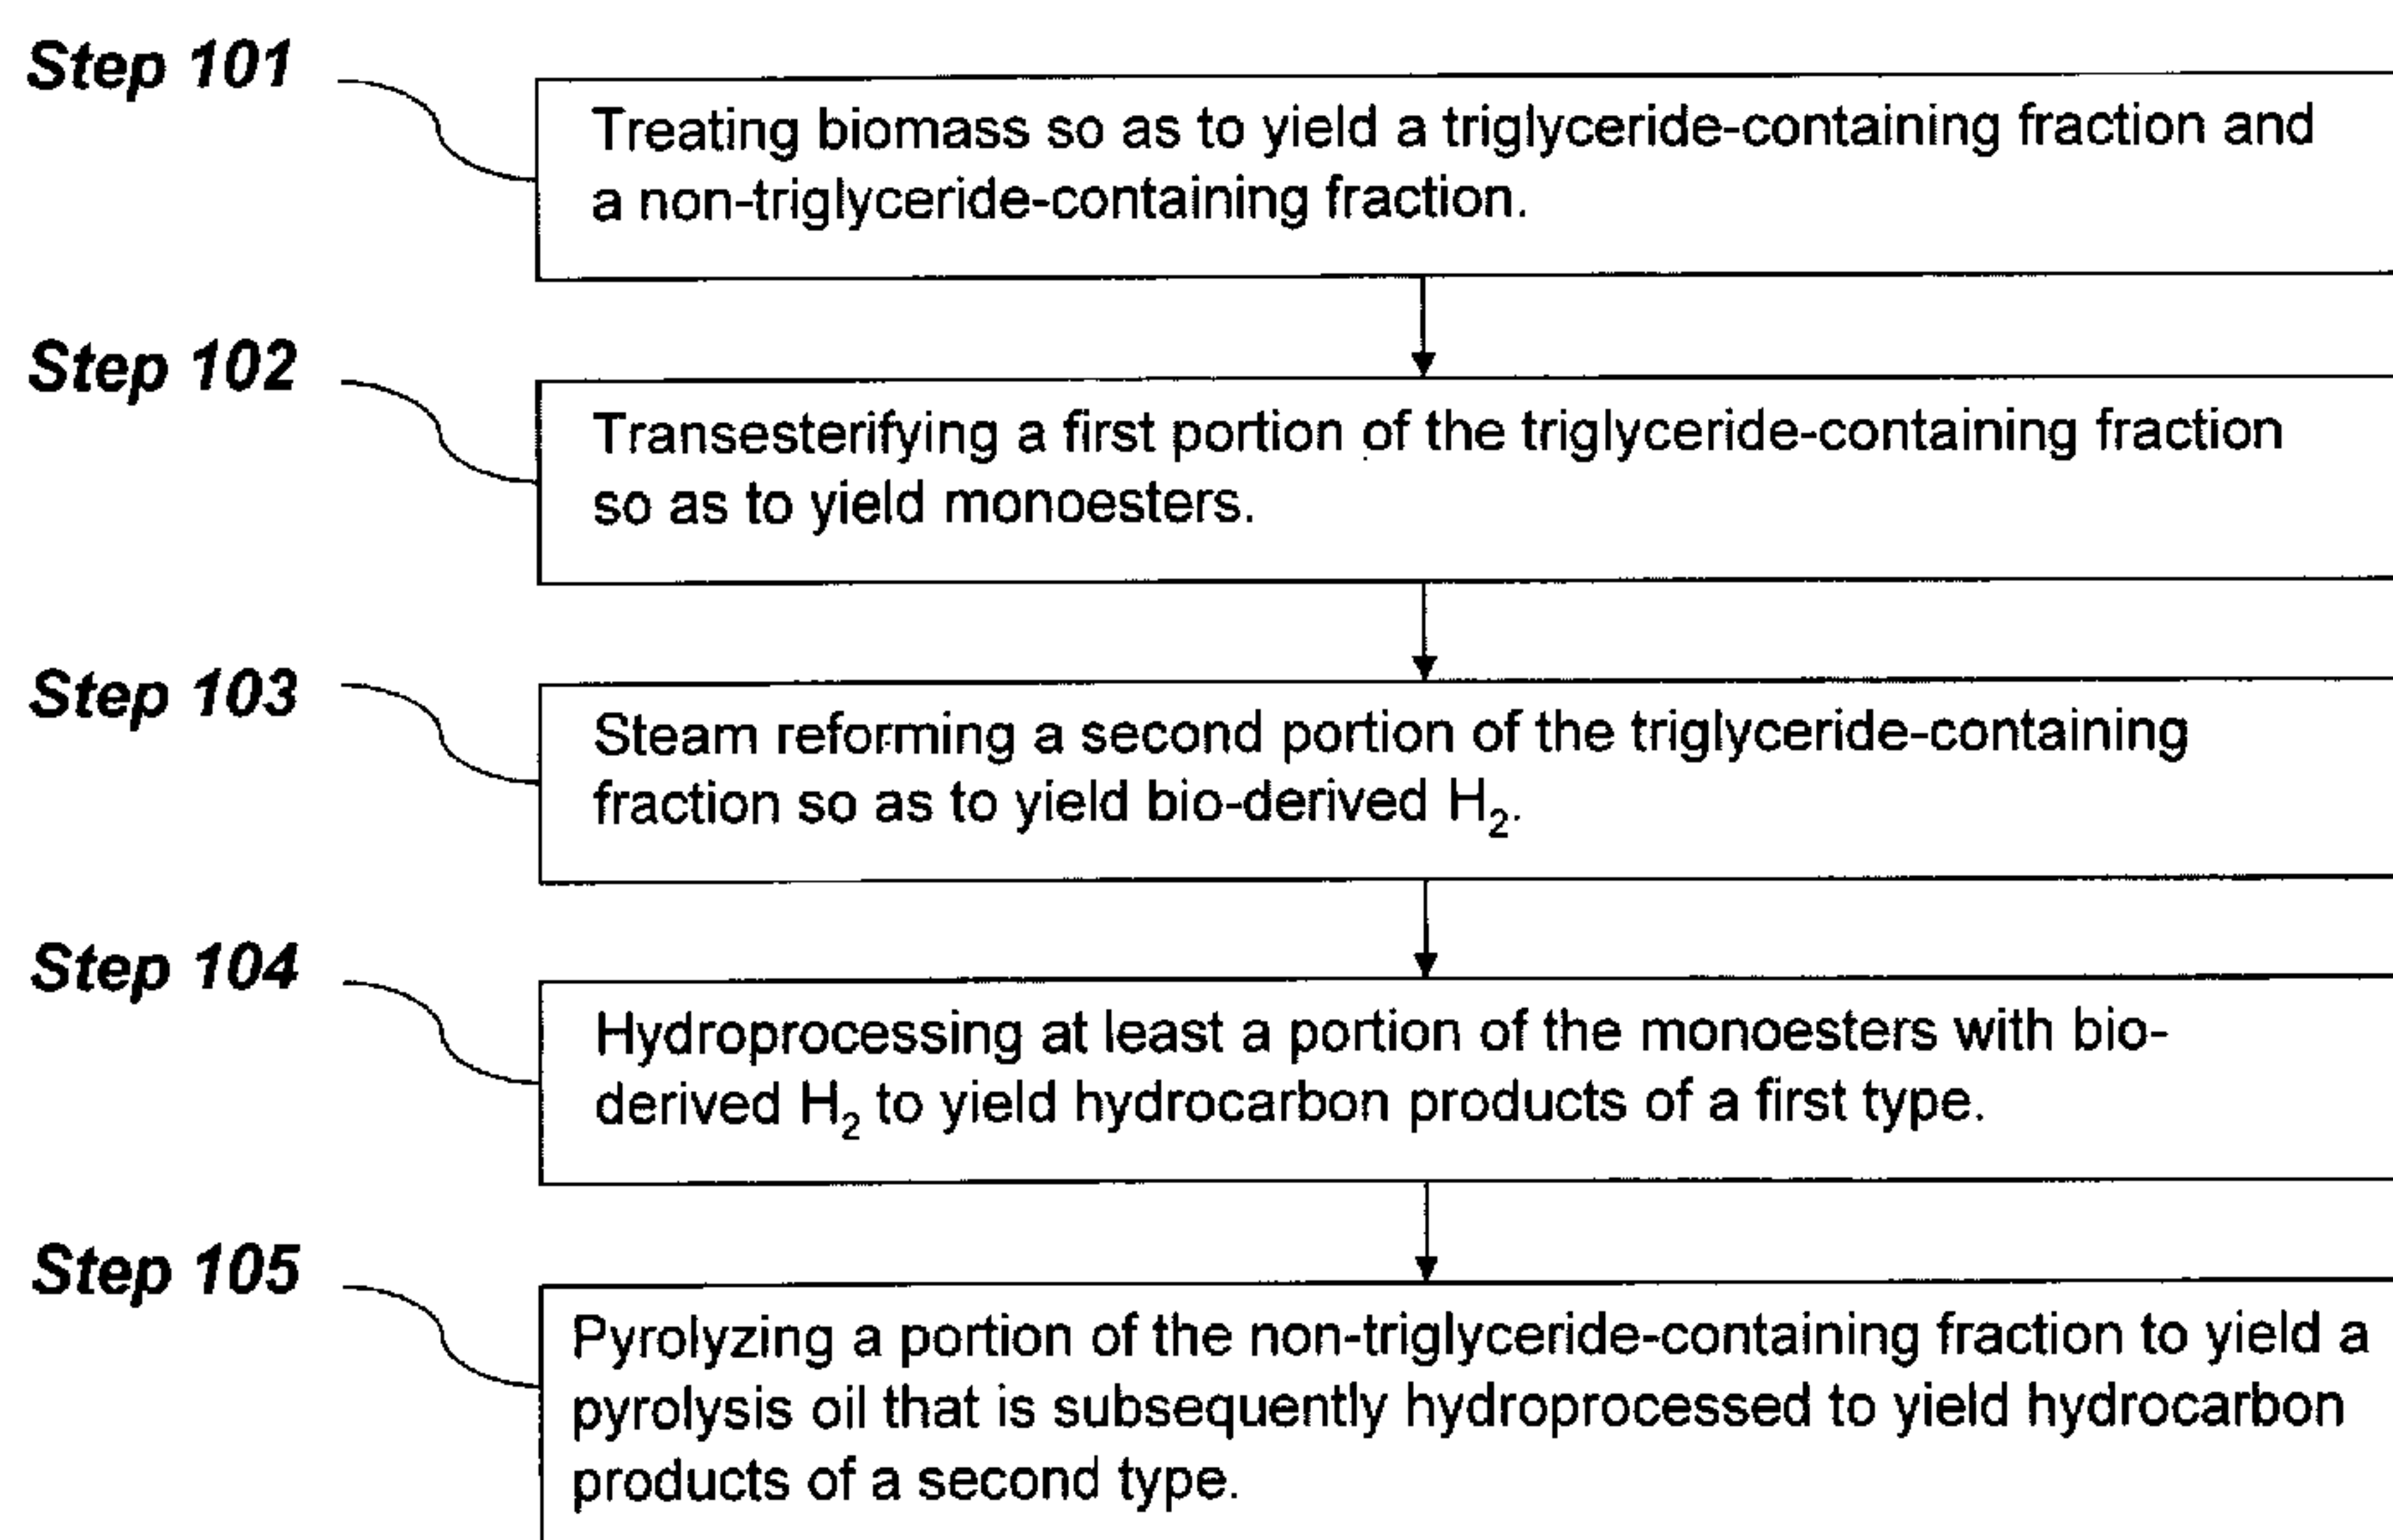 Step 101
Treating biomass so as to yield a triglyceride-containing fraction and
a non-triglyceride-containing fraction.
Step 102
Transesterifying a first portion of the triglyceride-containing fraction
so as to yield monoesters.
Step 103
Steam reforming a second portion of the triglyceride-containing
fraction so as to yield bio-derived H₂.
Step 104
Hydroprocessing at least a portion of the monoesters with bio-
derived H₂ to yield hydrocarbon products of a first type.
Step 105
Pyrolyzing a portion of the non-triglyceride-containing fraction to yield a
pyrolysis oil that is subsequently hydroprocessed to yield hydrocarbon
products of a second type.